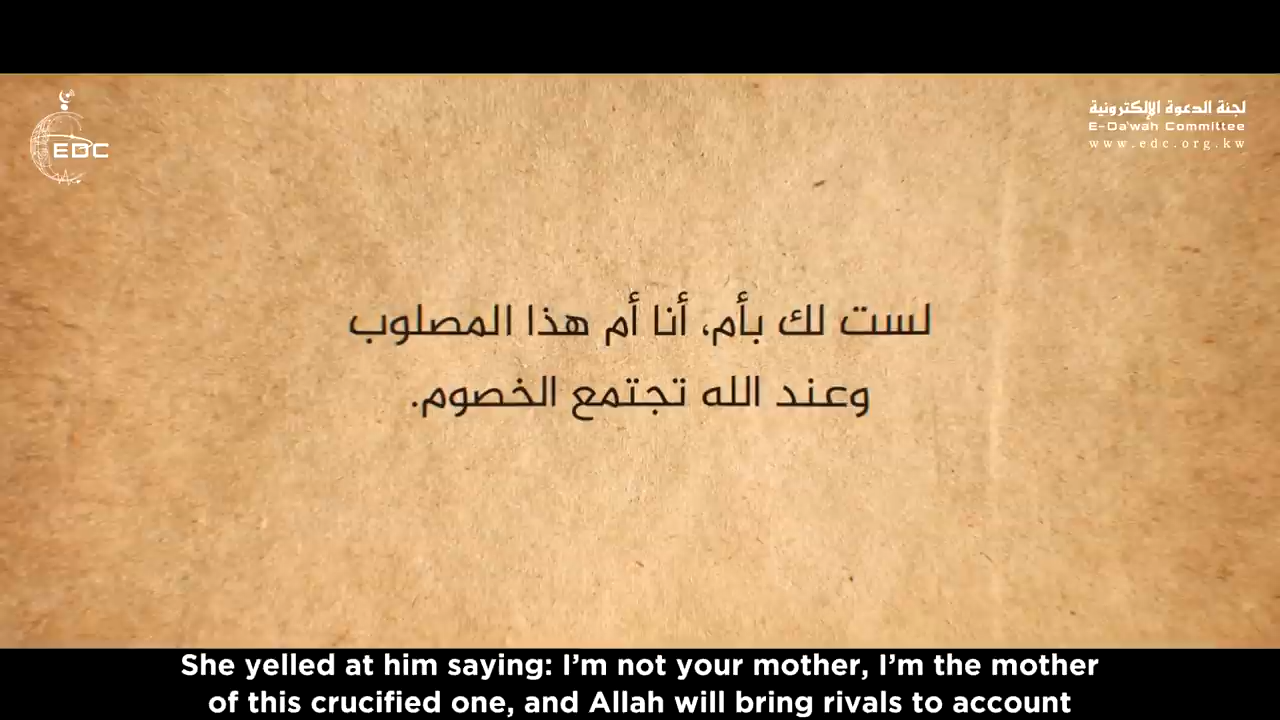 EDC
لجنة الدعوة الإلكترونية
E-Da'wah Committee
www.edc.org.kw
لست لك بأم، أنا أم هذا المصلوب
وعند الله تجتمع الخصوم.
She yelled at him saying: I'm not your mother, I'm the mother
of this crucified one, and Allah will bring rivals to account